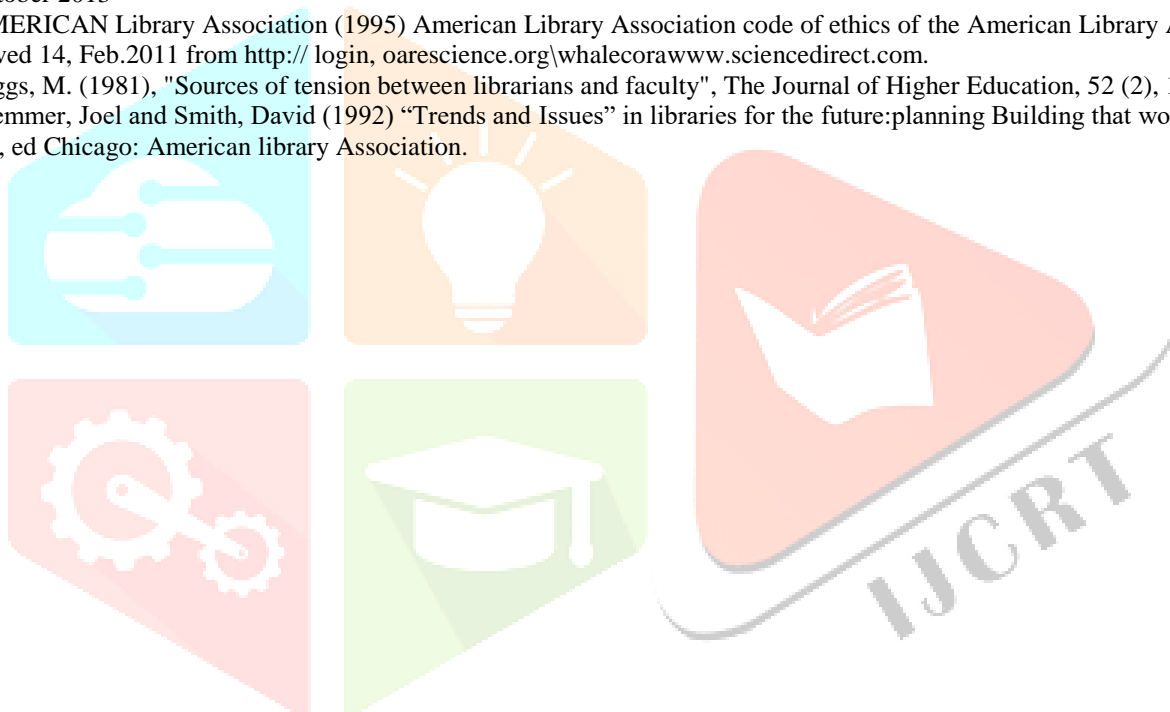 tober 2015
MERICAN Library Association (1995) American Library Association code of ethics of the American Library
ved 14, Feb.2011 from http:// login, oarescience.org\whalecorawww.sciencedirect.com.
ggs, M. (1981), "Sources of tension between librarians and faculty", The Journal of Higher Education, 52 (2),
emmer, Joel and Smith, David (1992) “Trends and Issues” in libraries for the future:planning Building that wo
, ed Chicago: American library Association.
IJCRT